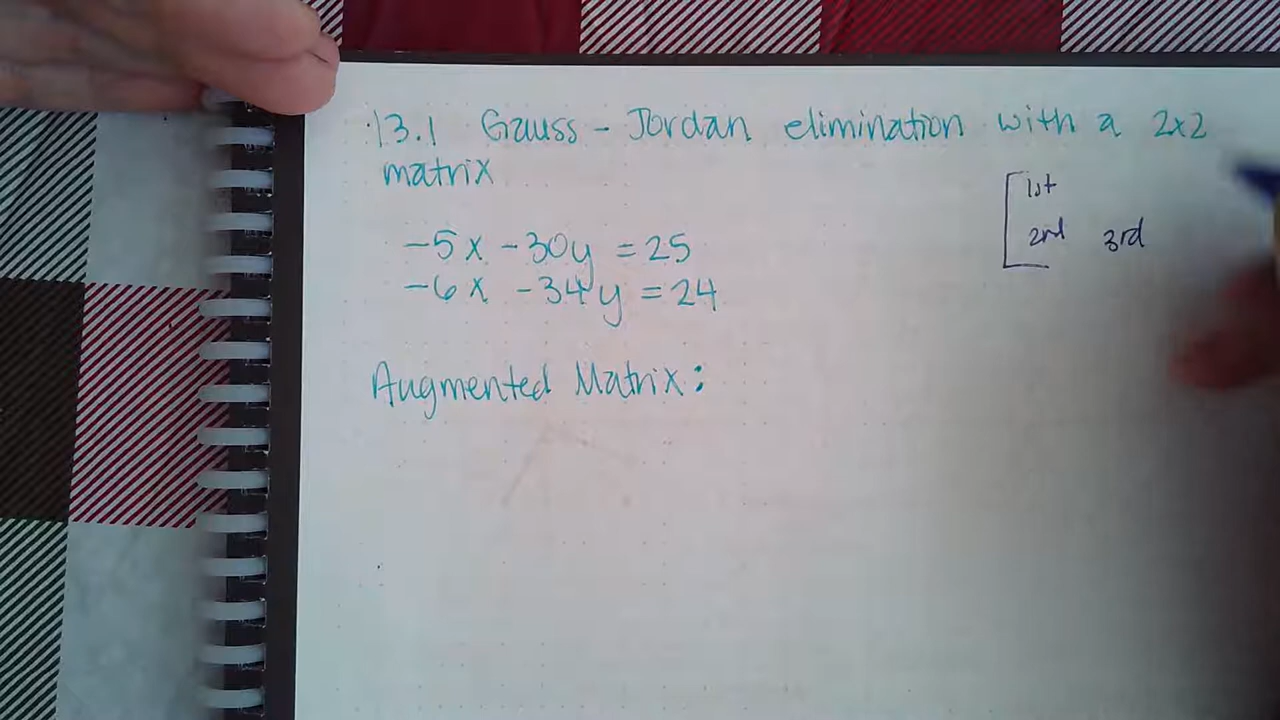 13.1 Gauss - Jordan elimination with a 2x2
matrix
1st
2nd 3rd
-5x -30y = 25
-6x -34y = 24
Augmented Matrix: